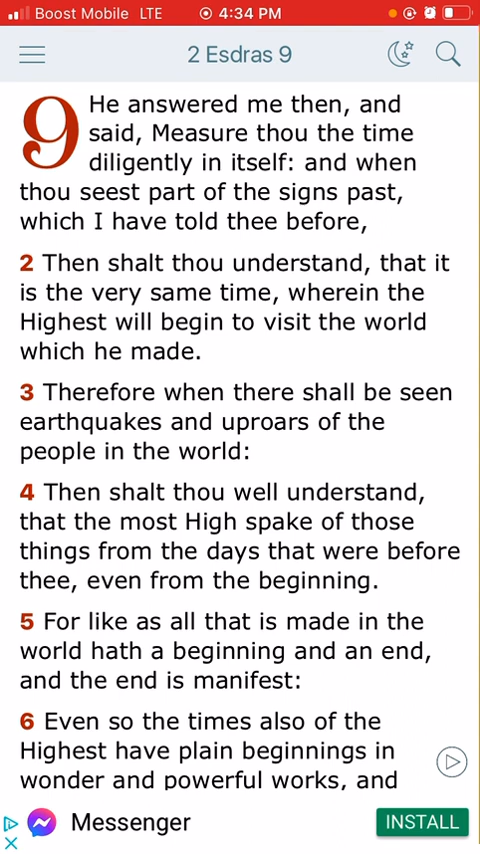 Boost Mobile LTE 4:34 PM
2 Esdras 9
9 He answered me then, and
said, Measure thou the time
diligently in itself: and when
thou seest part of the signs past,
which I have told thee before,
2 Then shalt thou understand, that it
is the very same time, wherein the
Highest will begin to visit the world
which he made.
3 Therefore when there shall be seen
earthquakes and uproars of the
people in the world:
4 Then shalt thou well understand,
that the most High spake of those
things from the days that were before
thee, even from the beginning.
5 For like as all that is made in the
world hath a beginning and an end,
and the end is manifest:
6 Even so the times also of the
Highest have plain beginnings in
wonder and powerful works, and
Messenger
INSTALL